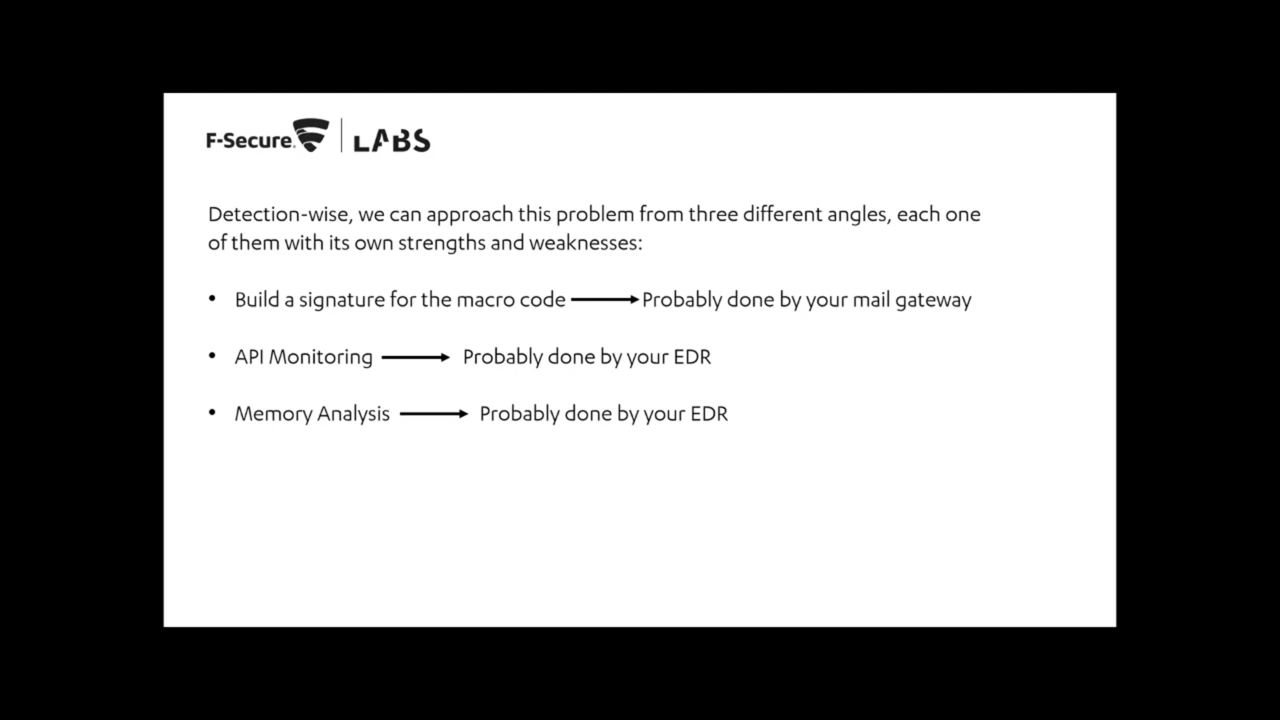 F-Secure. LABS
Detection-wise, we can approach this problem from three different angles, each one
of them with its own strengths and weaknesses:
• Build a signature for the macro code → Probably done by your mail gateway
• API Monitoring → Probably done by your EDR
• Memory Analysis → Probably done by your EDR